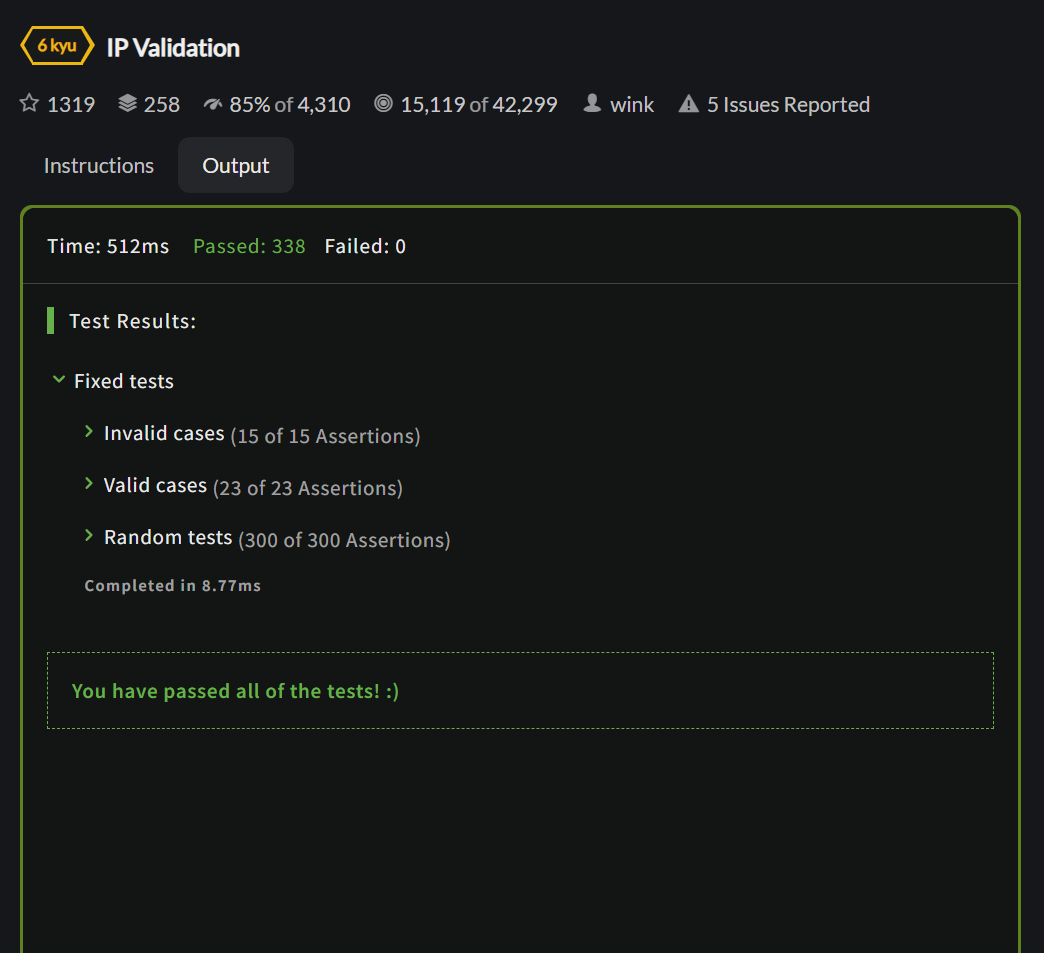 6 kyu IP Validation
1319 258 85% of 4,310 15,119 of 42,299 wink 5 Issues Reported
Instructions Output
Time: 512ms Passed: 338 Failed: 0
Test Results:
Fixed tests
Invalid cases (15 of 15 Assertions)
Valid cases (23 of 23 Assertions)
Random tests (300 of 300 Assertions)
Completed in 8.77ms
You have passed all of the tests! :)